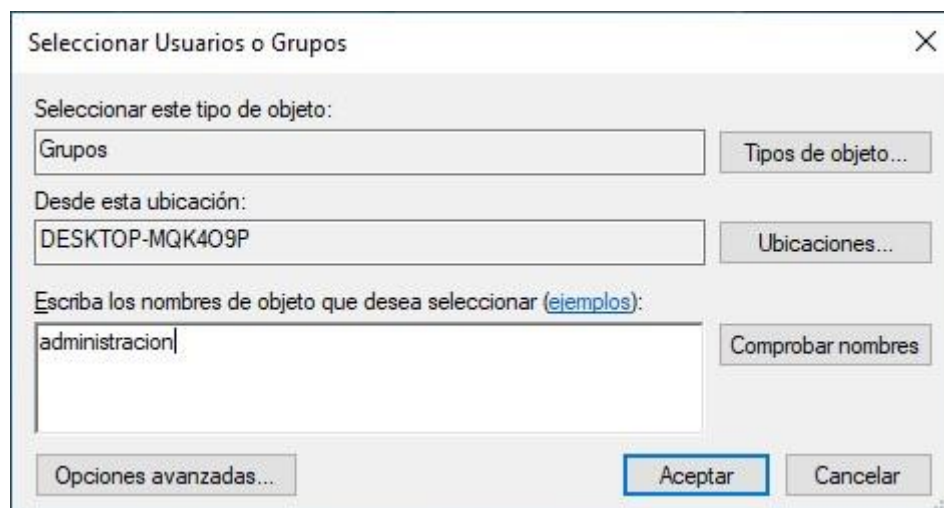 Seleccionar Usuarios o Grupos
Seleccionar este tipo de objeto:
Grupos
Tipos de objeto...
Desde esta ubicación:
DESKTOP-MQK4O9P
Ubicaciones...
Escriba los nombres de objeto que desea seleccionar (ejemplos):
administracion
Comprobar nombres
Opciones avanzadas...
Aceptar
Cancelar